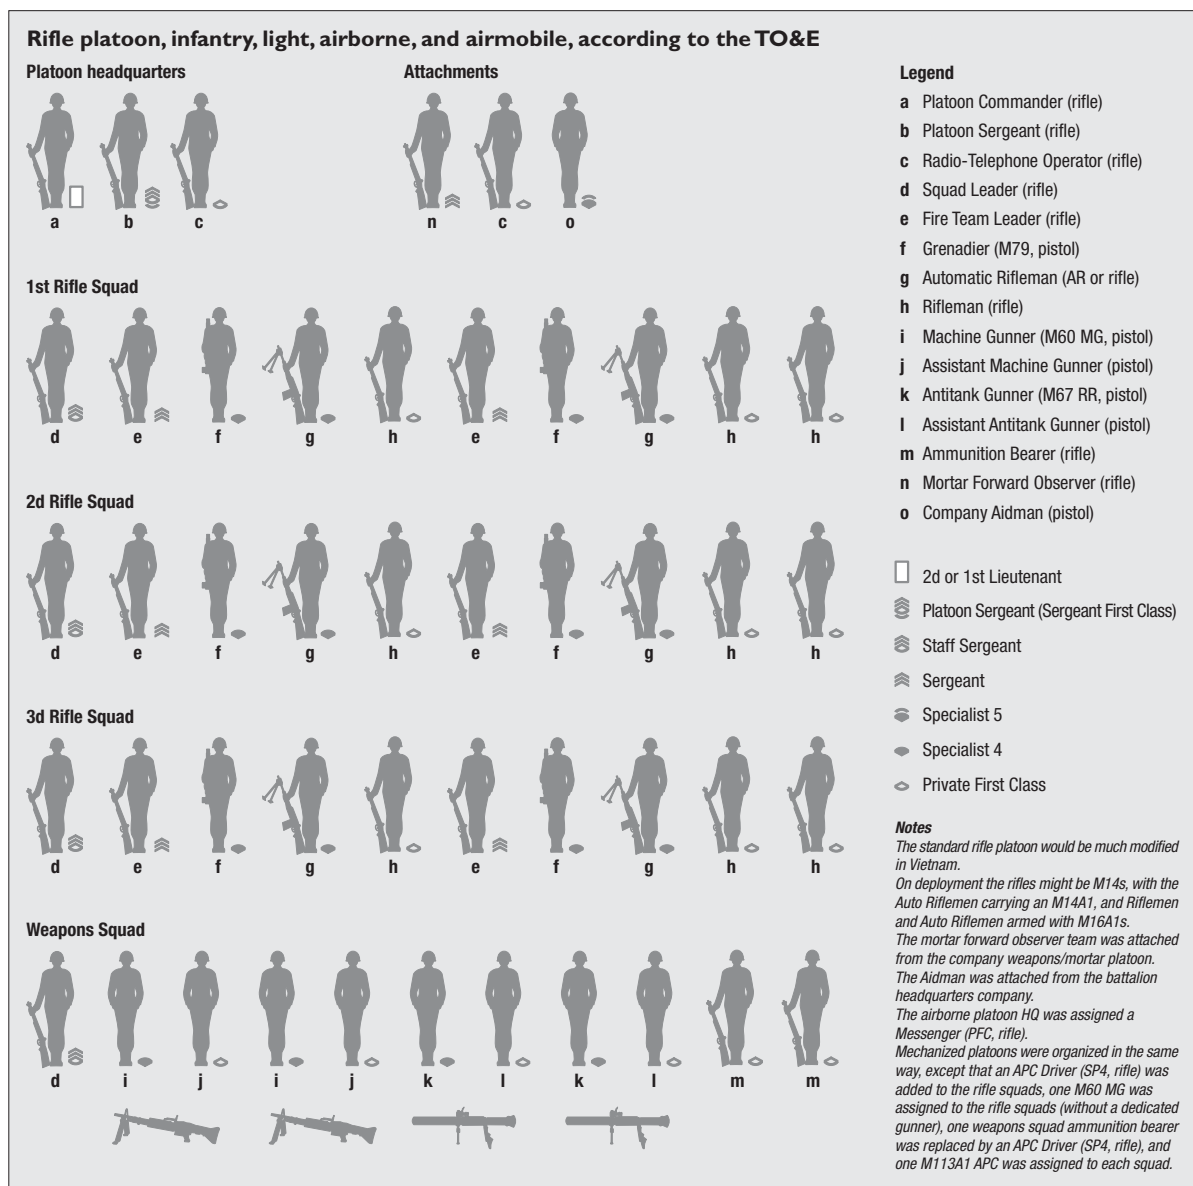 Rifle platoon, infantry, light, airborne, and airmobile, according to the TO&E
Platoon headquarters
a b c
Attachments
n c o
1st Rifle Squad
d e f g h e f g h h
2d Rifle Squad
d e f g h e f g h h
3d Rifle Squad
d e f g h e f g h h
Weapons Squad
d i j i j k l k l m m
Legend
a Platoon Commander (rifle)
b Platoon Sergeant (rifle)
c Radio-Telephone Operator (rifle)
d Squad Leader (rifle)
e Fire Team Leader (rifle)
f Grenadier (M79, pistol)
g Automatic Rifleman (AR or rifle)
h Rifleman (rifle)
i Machine Gunner (M60 MG, pistol)
j Assistant Machine Gunner (pistol)
k Antitank Gunner (M67 RR, pistol)
l Assistant Antitank Gunner (pistol)
m Ammunition Bearer (rifle)
n Mortar Forward Observer (rifle)
o Company Aidman (pistol)
2d or 1st Lieutenant
Platoon Sergeant (Sergeant First Class)
Staff Sergeant
Sergeant
Specialist 5
Specialist 4
Private First Class
Notes
The standard rifle platoon would be much modified
in Vietnam.
On deployment the rifles might be M14s, with the
Auto Riflemen carrying an M14A1, and Riflemen
and Auto Riflemen armed with M16A1s.
The mortar forward observer team was attached
from the company weapons/mortar platoon.
The Aidman was attached from the battalion
headquarters company.
The airborne platoon HQ was assigned a
Messenger (PFC, rifle).
Mechanized platoons were organized in the same
way, except that an APC Driver (SP4, rifle) was
added to the rifle squads, one M60 MG was
assigned to the rifle squads (without a dedicated
gunner), one weapons squad ammunition bearer
was replaced by an APC Driver (SP4, rifle), and
one M113A1 APC was assigned to each squad.